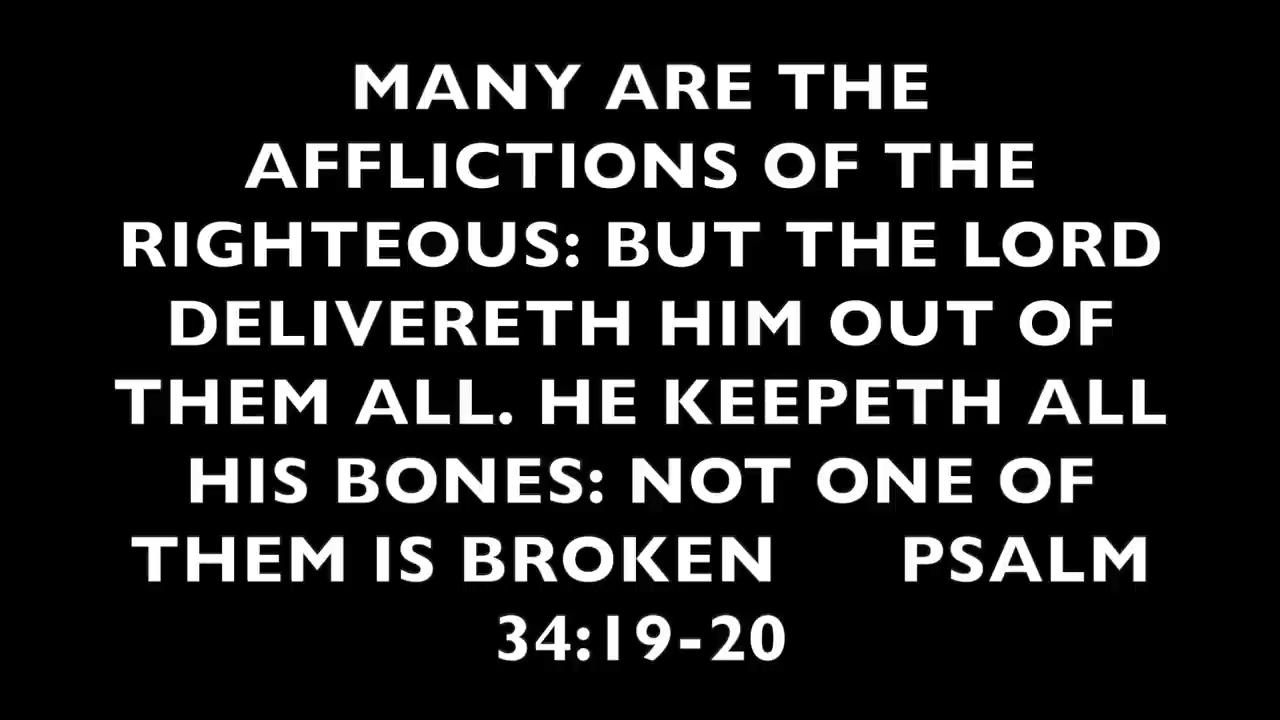 MANY ARE THE
AFFLICTIONS OF THE
RIGHTEOUS: BUT THE LORD
DELIVERETH HIM OUT OF
THEM ALL. HE KEEPETH ALL
HIS BONES: NOT ONE OF
THEM IS BROKEN PSALM
34:19-20